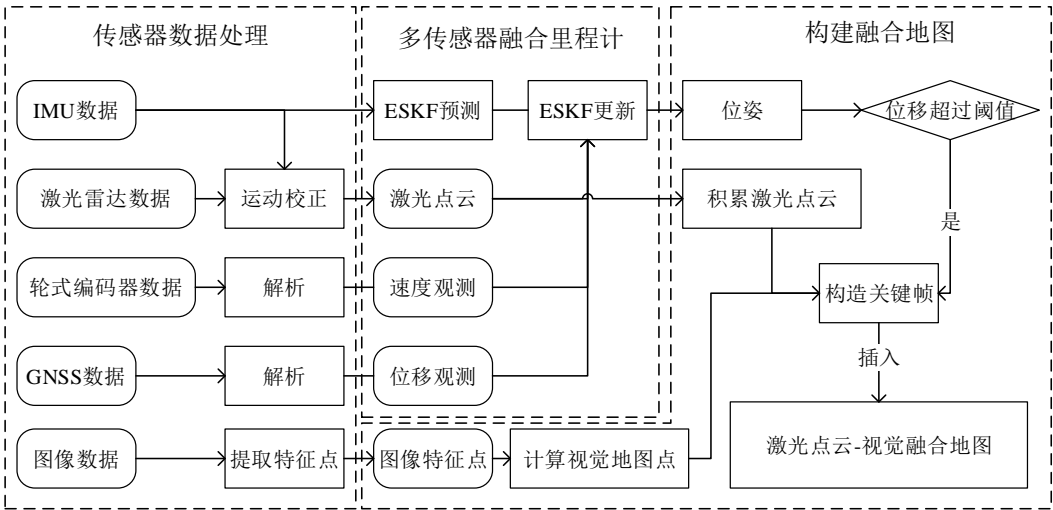 传感器数据处理
多传感器融合里程计
构建融合地图
IMU数据
ESKF预测
ESKF更新
位姿
位移超过阈值
激光雷达数据
运动校正
激光点云
积累激光点云
是
轮式编码器数据
解析
速度观测
构造关键帧
插入
GNSS数据
解析
位移观测
图像数据
提取特征点
图像特征点
计算视觉地图点
激光点云-视觉融合地图